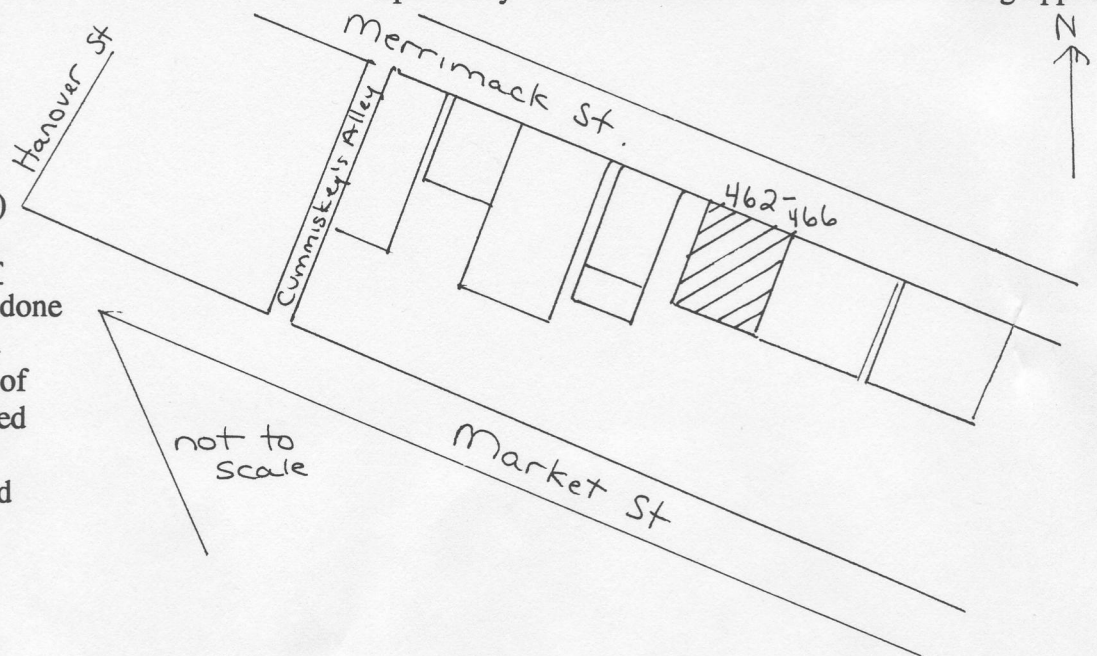 N
Hanover St
Merrimack St.
Cummiskey's Alley
462-466
done
of
ed
not to
scale
Market St
d